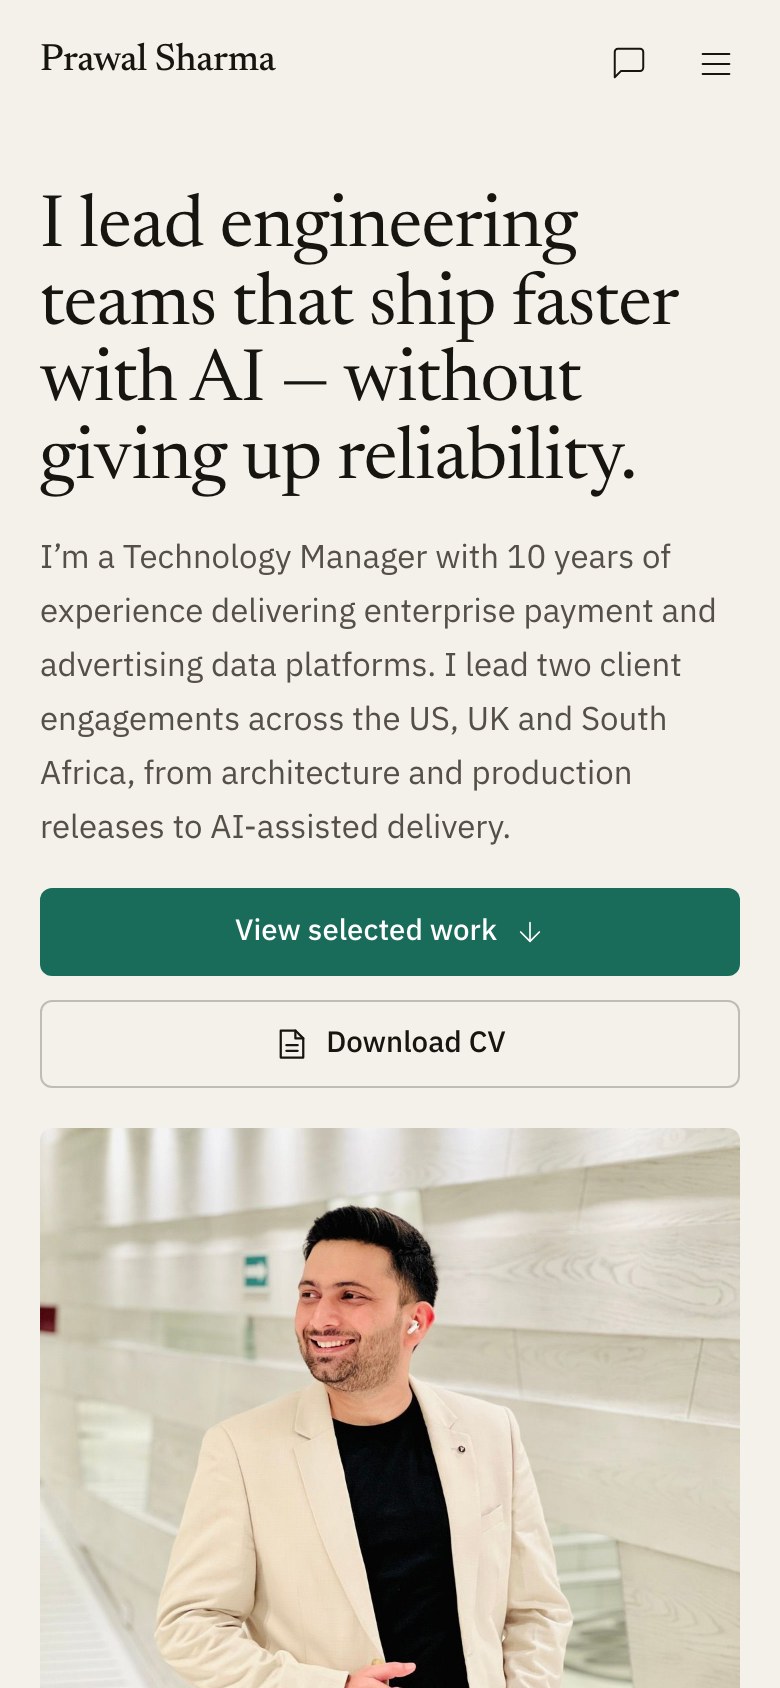 Prawal Sharma
I lead engineering
teams that ship faster
with AI – without
giving up reliability.
I’m a Technology Manager with 10 years of
experience delivering enterprise payment and
advertising data platforms. I lead two client
engagements across the US, UK and South
Africa, from architecture and production
releases to AI-assisted delivery.
View selected work ↓
Download CV